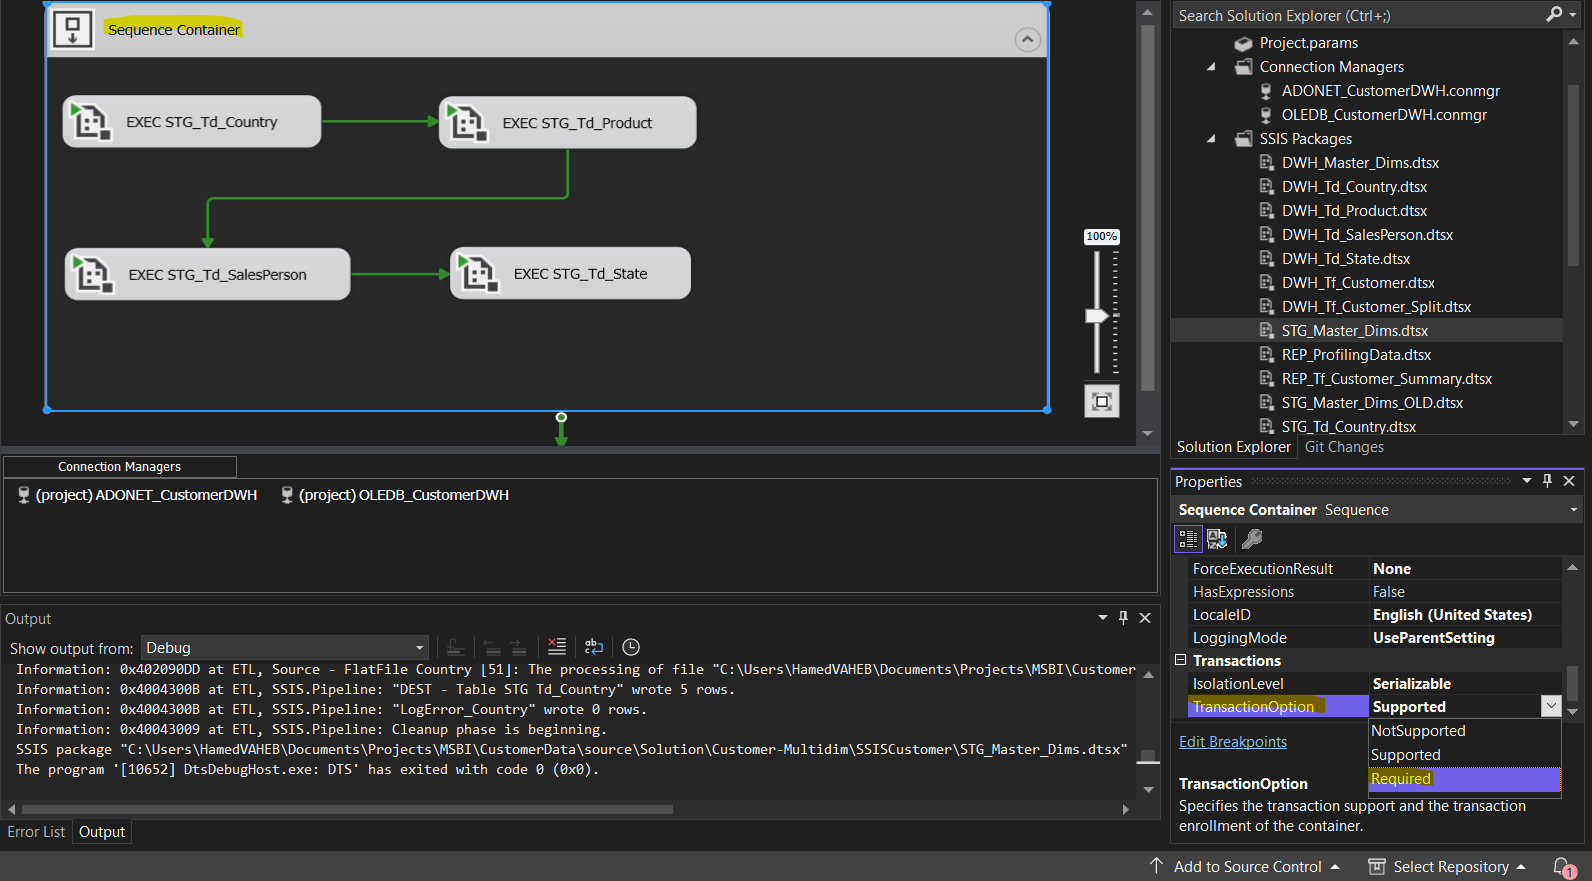 Sequence Container
EXEC STG_Td_Country
EXEC STG_Td_Product
EXEC STG_Td_SalesPerson
EXEC STG_Td_State
100%
Connection Managers
(project) ADONET_CustomerDWH
(project) OLEDB_CustomerDWH
Output
Show output from: Debug
Information: 0x402090DD at ETL, Source - FlatFile Country [51]: The processing of file "C:\Users\HamedVAHEB\Documents\Projects\MSBI\Customer
Information: 0x4004300B at ETL, SSIS.Pipeline: "DEST - Table STG Td_Country" wrote 5 rows.
Information: 0x4004300B at ETL, SSIS.Pipeline: "LogError_Country" wrote 0 rows.
Information: 0x40043009 at ETL, SSIS.Pipeline: Cleanup phase is beginning.
SSIS package "C:\Users\HamedVAHEB\Documents\Projects\MSBI\CustomerData\source\Solution\Customer-Multidim\SSISCustomer\STG_Master_Dims.dtsx"
The program '[10652] DtsDebugHost.exe: DTS' has exited with code 0 (0x0).
Error List
Output
Search Solution Explorer (Ctrl+;)
Project.params
Connection Managers
ADONET_CustomerDWH.conmgr
OLEDB_CustomerDWH.conmgr
SSIS Packages
DWH_Master_Dims.dtsx
DWH_Td_Country.dtsx
DWH_Td_Product.dtsx
DWH_Td_SalesPerson.dtsx
DWH_Td_State.dtsx
DWH_Tf_Customer.dtsx
DWH_Tf_Customer_Split.dtsx
STG_Master_Dims.dtsx
REP_ProfilingData.dtsx
REP_Tf_Customer_Summary.dtsx
STG_Master_Dims_OLD.dtsx
STG_Td_Country.dtsx
Solution Explorer
Git Changes
Properties
Sequence Container Sequence
ForceExecutionResult None
HasExpressions False
LocaleID English (United States)
LoggingMode UseParentSetting
Transactions
IsolationLevel Serializable
TransactionOption Supported
NotSupported
Supported
Required
Edit Breakpoints
TransactionOption
Specifies the transaction support and the transaction
enrollment of the container.
Add to Source Control
Select Repository
1